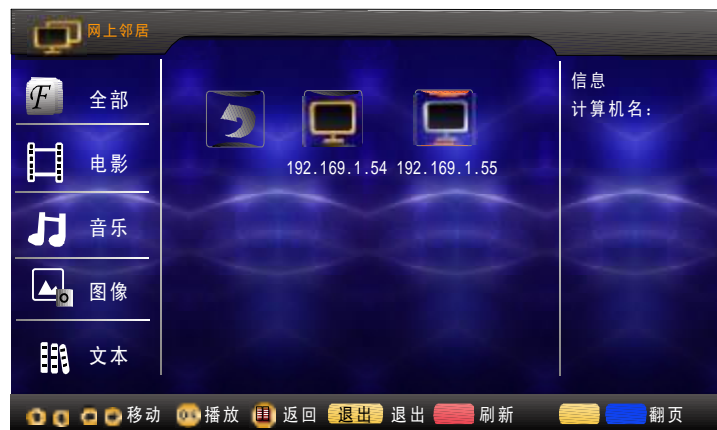 网上邻居
F 全部
电影
音乐
图像
文本
192.169.1.54 192.169.1.55
信息
计算机名:
移动 OK 播放 返回 退出 退出 刷新 翻页